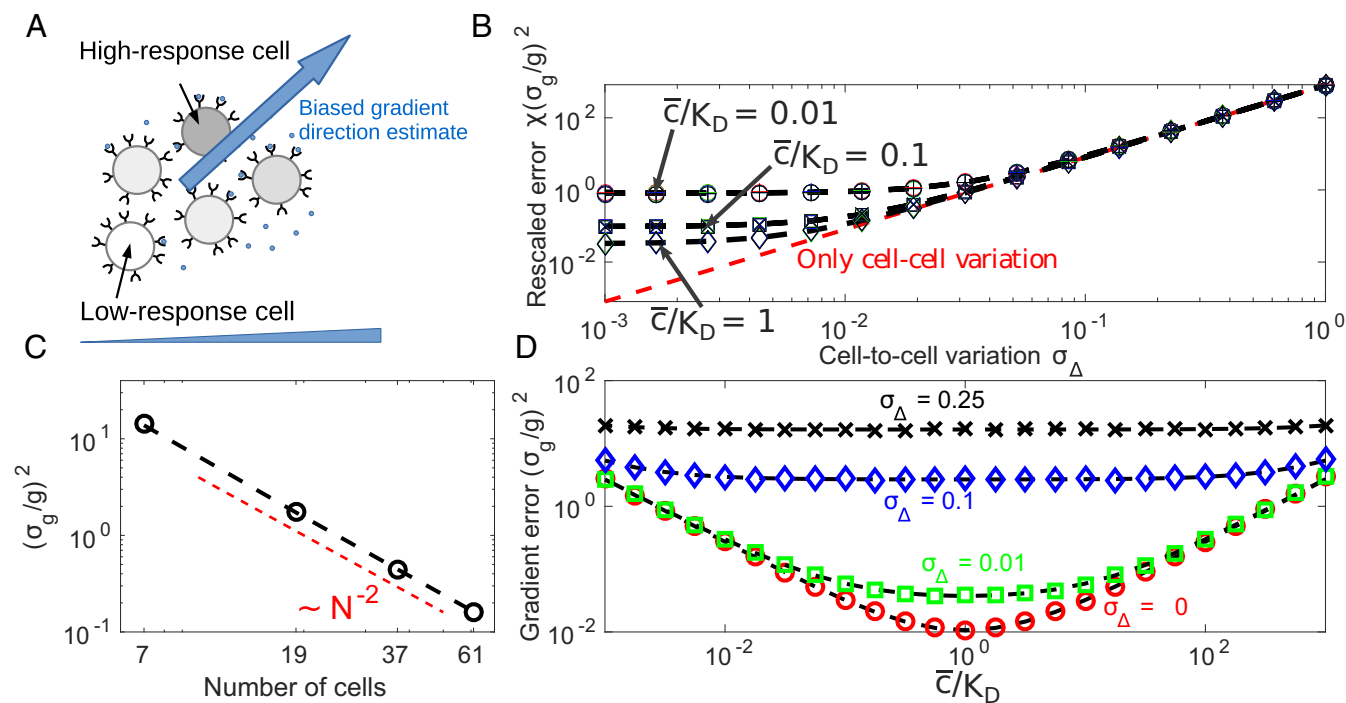 A
High-response cell
Biased gradient
direction estimate
Low-response cell
B
Rescaled error χ(σ_g/g)²
10²
10⁰
10⁻²
c̄/K_D = 0.01
c̄/K_D = 0.1
Only cell-cell variation
c̄/K_D = 1
10⁻³
10⁻²
10⁻¹
10⁰
Cell-to-cell variation σ_Δ
C
(σ_g/g)²
10¹
10⁰
10⁻¹
~ N⁻²
7
19
37
61
Number of cells
D
Gradient error (σ_g/g)²
10²
10⁰
10⁻²
σ_Δ = 0.25
σ_Δ = 0.1
σ_Δ = 0.01
σ_Δ = 0
10⁻²
10⁰
10²
c̄/K_D